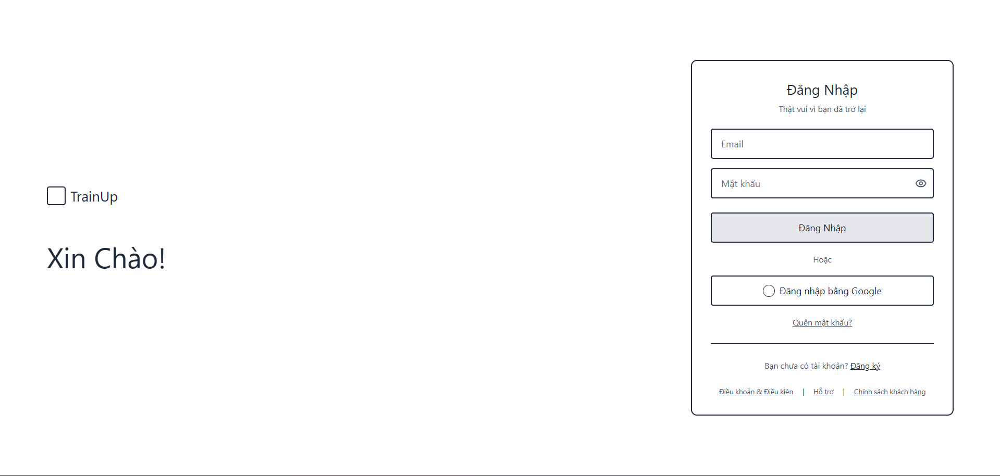 TrainUp
Xin Chào!
Đăng Nhập
Thật vui vì bạn đã trở lại
Email
Mật khẩu
Đăng Nhập
Hoặc
Đăng nhập bằng Google
Quên mật khẩu?
Bạn chưa có tài khoản? Đăng ký
Điều khoản & Điều kiện | Hỗ trợ | Chính sách khách hàng